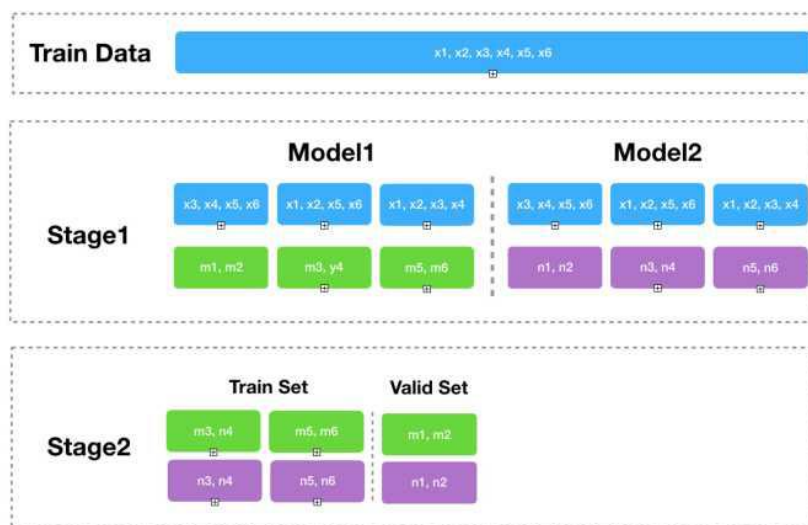 Train Data
x1, x2, x3, x4, x5, x6
Model1 Model2
x3, x4, x5, x6 x1, x2, x5, x6 x1, x2, x3, x4 x3, x4, x5, x6 x1, x2, x5, x6 x1, x2, x3, x4
Stage1
m1, m2 m3, y4 m5, m6 n1, n2 n3, n4 n5, n6
Train Set Valid Set
m3, n4 m5, m6 m1, m2
Stage2
n3, n4 n5, n6 n1, n2